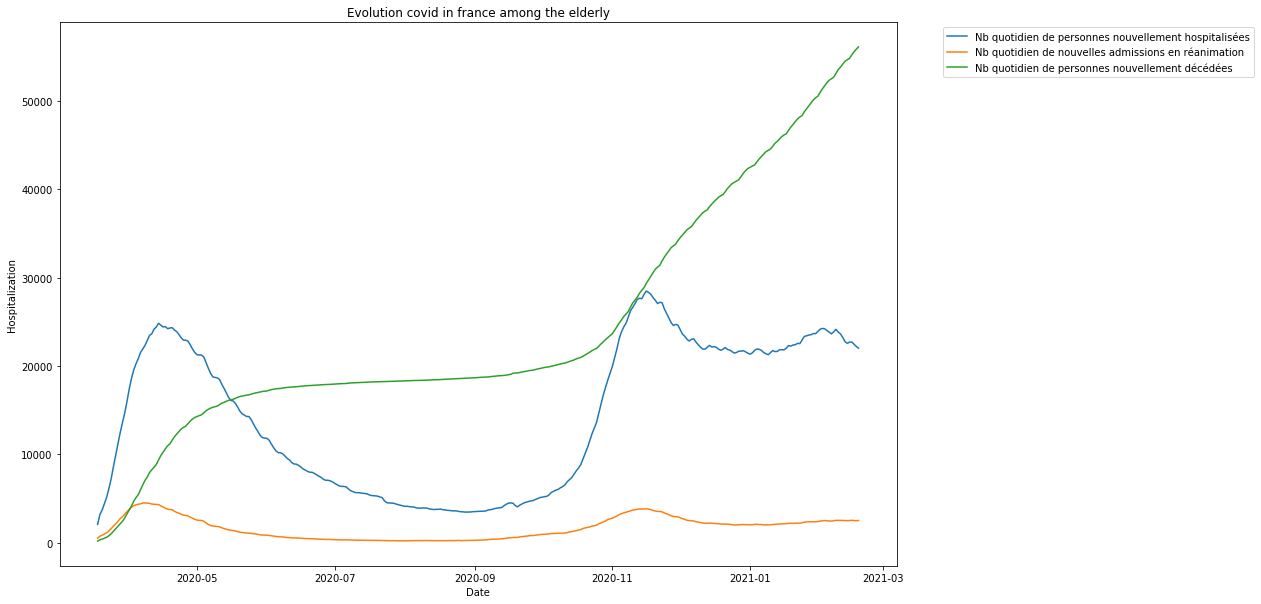 Evolution covid in france among the elderly
Nb quotidien de personnes nouvellement hospitalisées
Nb quotidien de nouvelles admissions en réanimation
Nb quotidien de personnes nouvellement décédées
50000
40000
30000
20000
10000
0
Hospitalization
2020-05
2020-07
2020-09
2020-11
2021-01
2021-03
Date